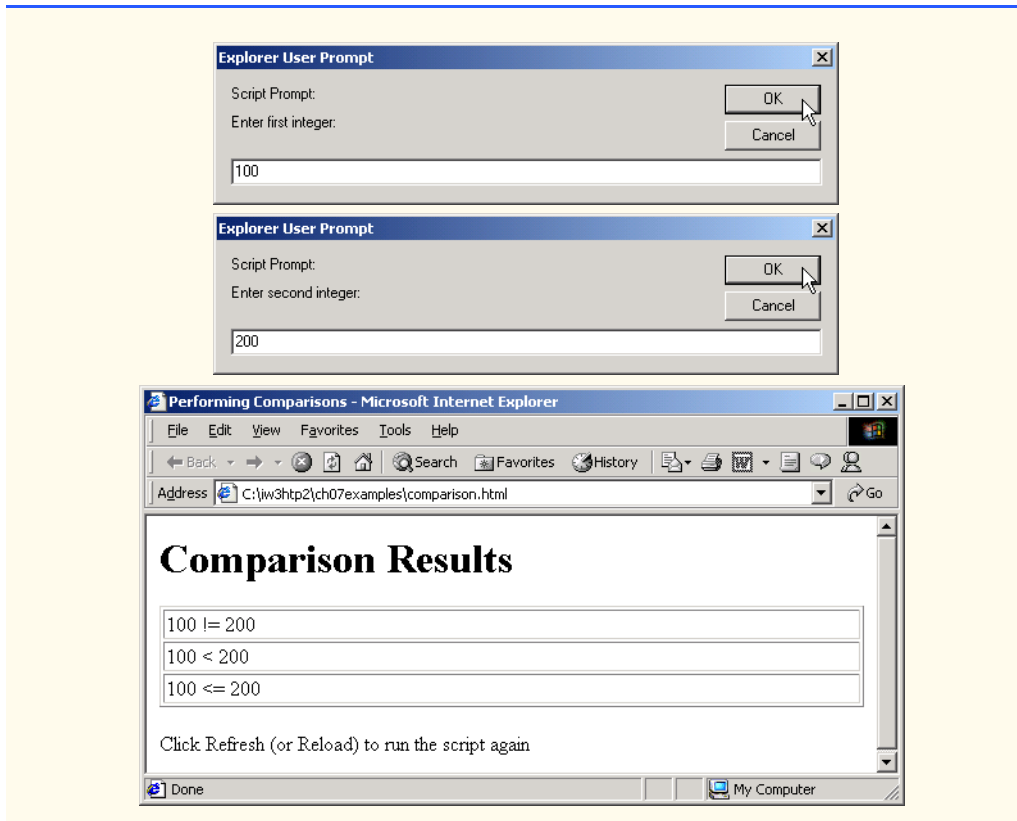 Explorer User Prompt
Script Prompt:
OK
Enter first integer:
Cancel
100
Explorer User Prompt
Script Prompt:
OK
Enter second integer:
Cancel
200
Performing Comparisons - Microsoft Internet Explorer
File Edit View Favorites Tools Help
Back Search Favorites History
Address C:\iw3htp2\ch07examples\comparison.html Go
Comparison Results
100 != 200
100 < 200
100 <= 200
Click Refresh (or Reload) to run the script again
Done My Computer